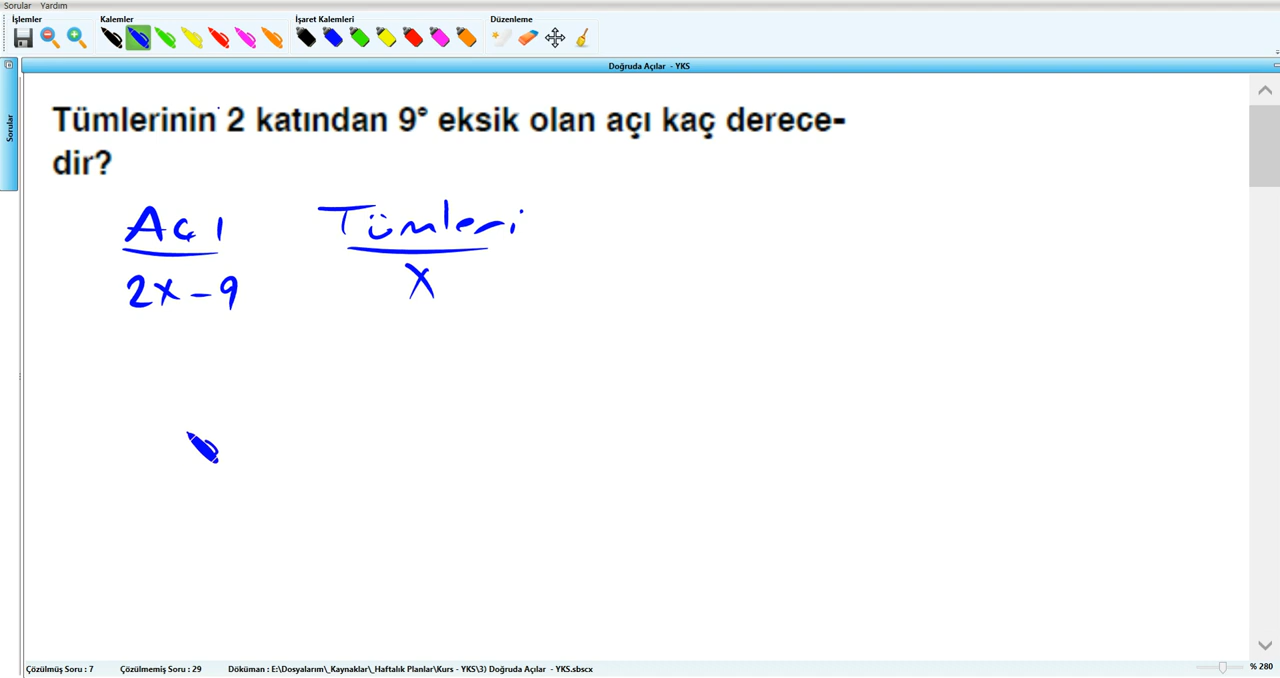 Sorular Yardım
İşlemler Kalemler İşaret Kalemleri Düzenleme
Doğruda Açılar - YKS
Sorular
Tümlerinin 2 katından 9° eksik olan açı kaç derece-
dir?
Açı Tümleri
2x - 9 x
Çözülmüş Soru : 7 Çözülmemiş Soru : 29 Döküman : E:\Dosyalarım\_Kaynaklar\_Haftalık Planlar\Kurs - YKS\3) Doğruda Açılar - YKS.sbscx % 280